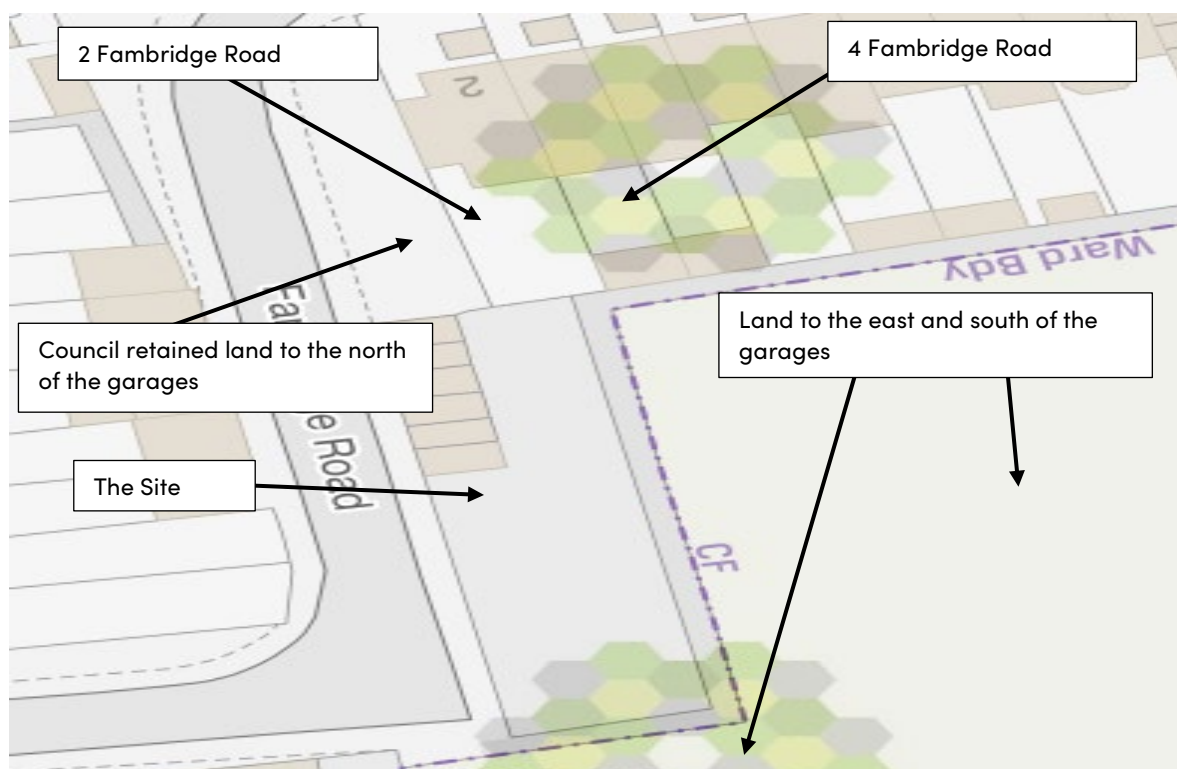 2 Fambridge Road
4 Fambridge Road
2
Ward Bdy
Council retained land to the north
of the garages
Land to the east and south of the
garages
The Site
Road
CF